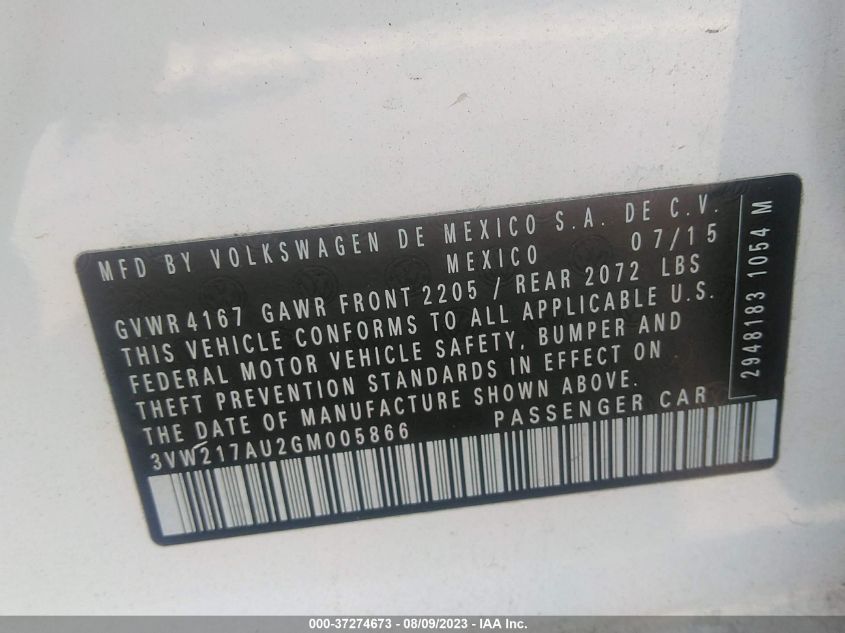 MFD BY VOLKSWAGEN DE MEXICO S.A. DE C.V.
MEXICO 07/15
GVWR 4167 GAWR FRONT 2205 / REAR 2072 LBS
THIS VEHICLE CONFORMS TO ALL APPLICABLE U.S.
FEDERAL MOTOR VEHICLE SAFETY, BUMPER AND
THEFT PREVENTION STANDARDS IN EFFECT ON
THE DATE OF MANUFACTURE SHOWN ABOVE.
3VW217AU2GM005866 PASSENGER CAR
2948183 1054 M
000-37274673 - 08/09/2023 - IAA Inc.